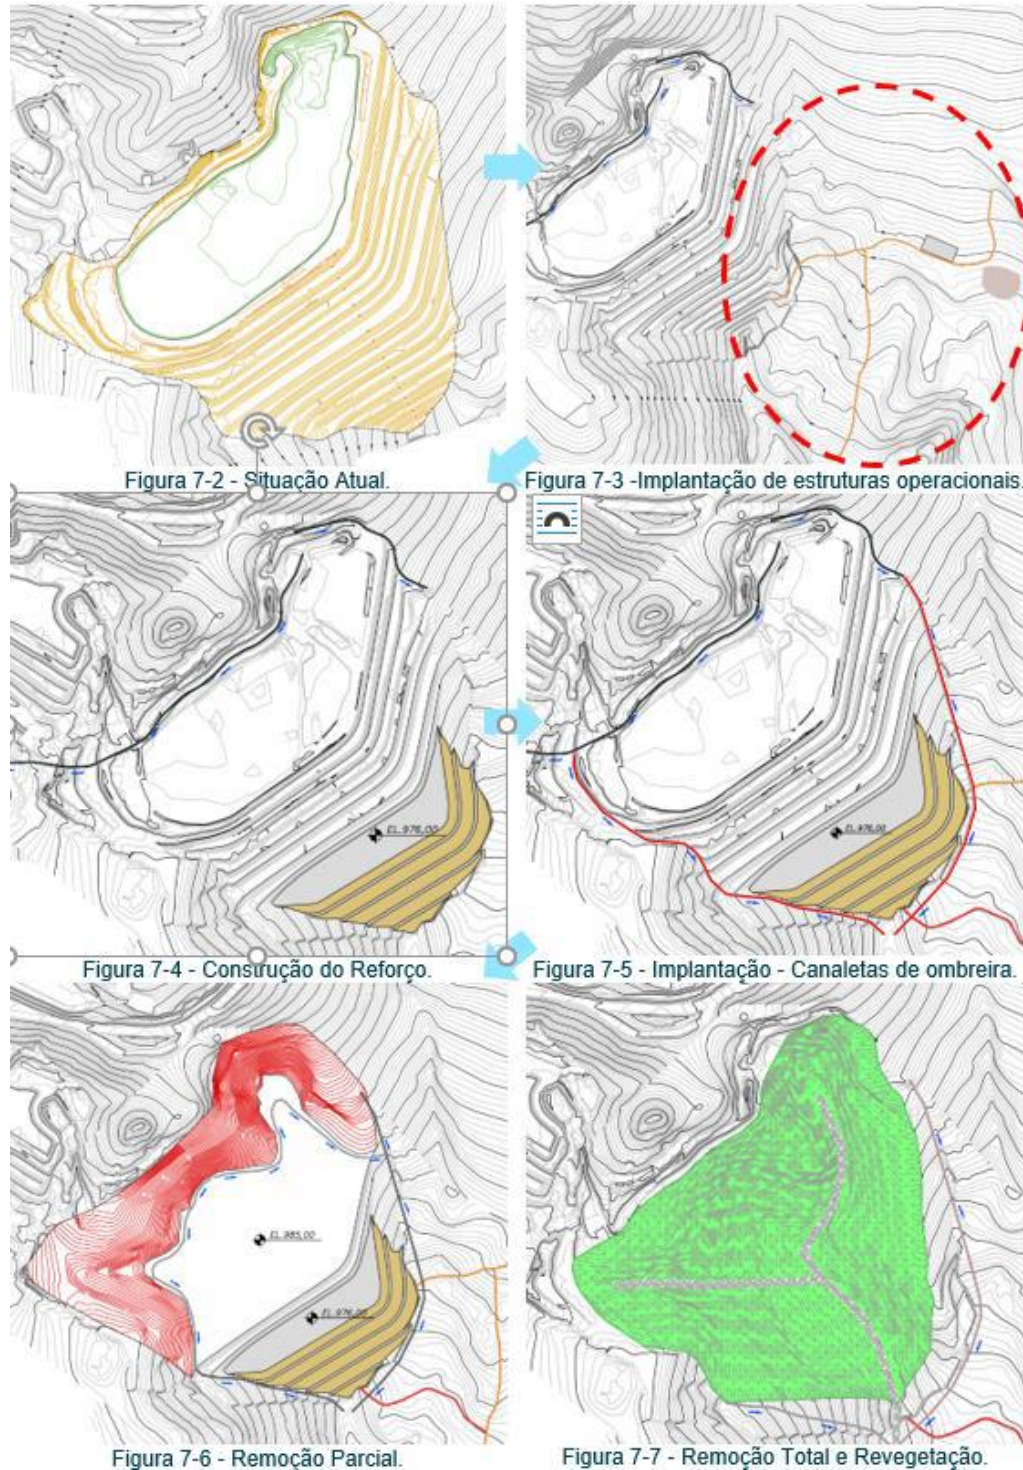 Figura 7-2 - Situação Atual.
Figura 7-3 -Implantação de estruturas operacionais.
EL.976,00
EL.976,00
Figura 7-4 - Construção do Reforço.
Figura 7-5 - Implantação - Canaletas de ombreira.
EL.985,00
EL.976,00
Figura 7-6 - Remoção Parcial.
Figura 7-7 - Remoção Total e Revegetação.